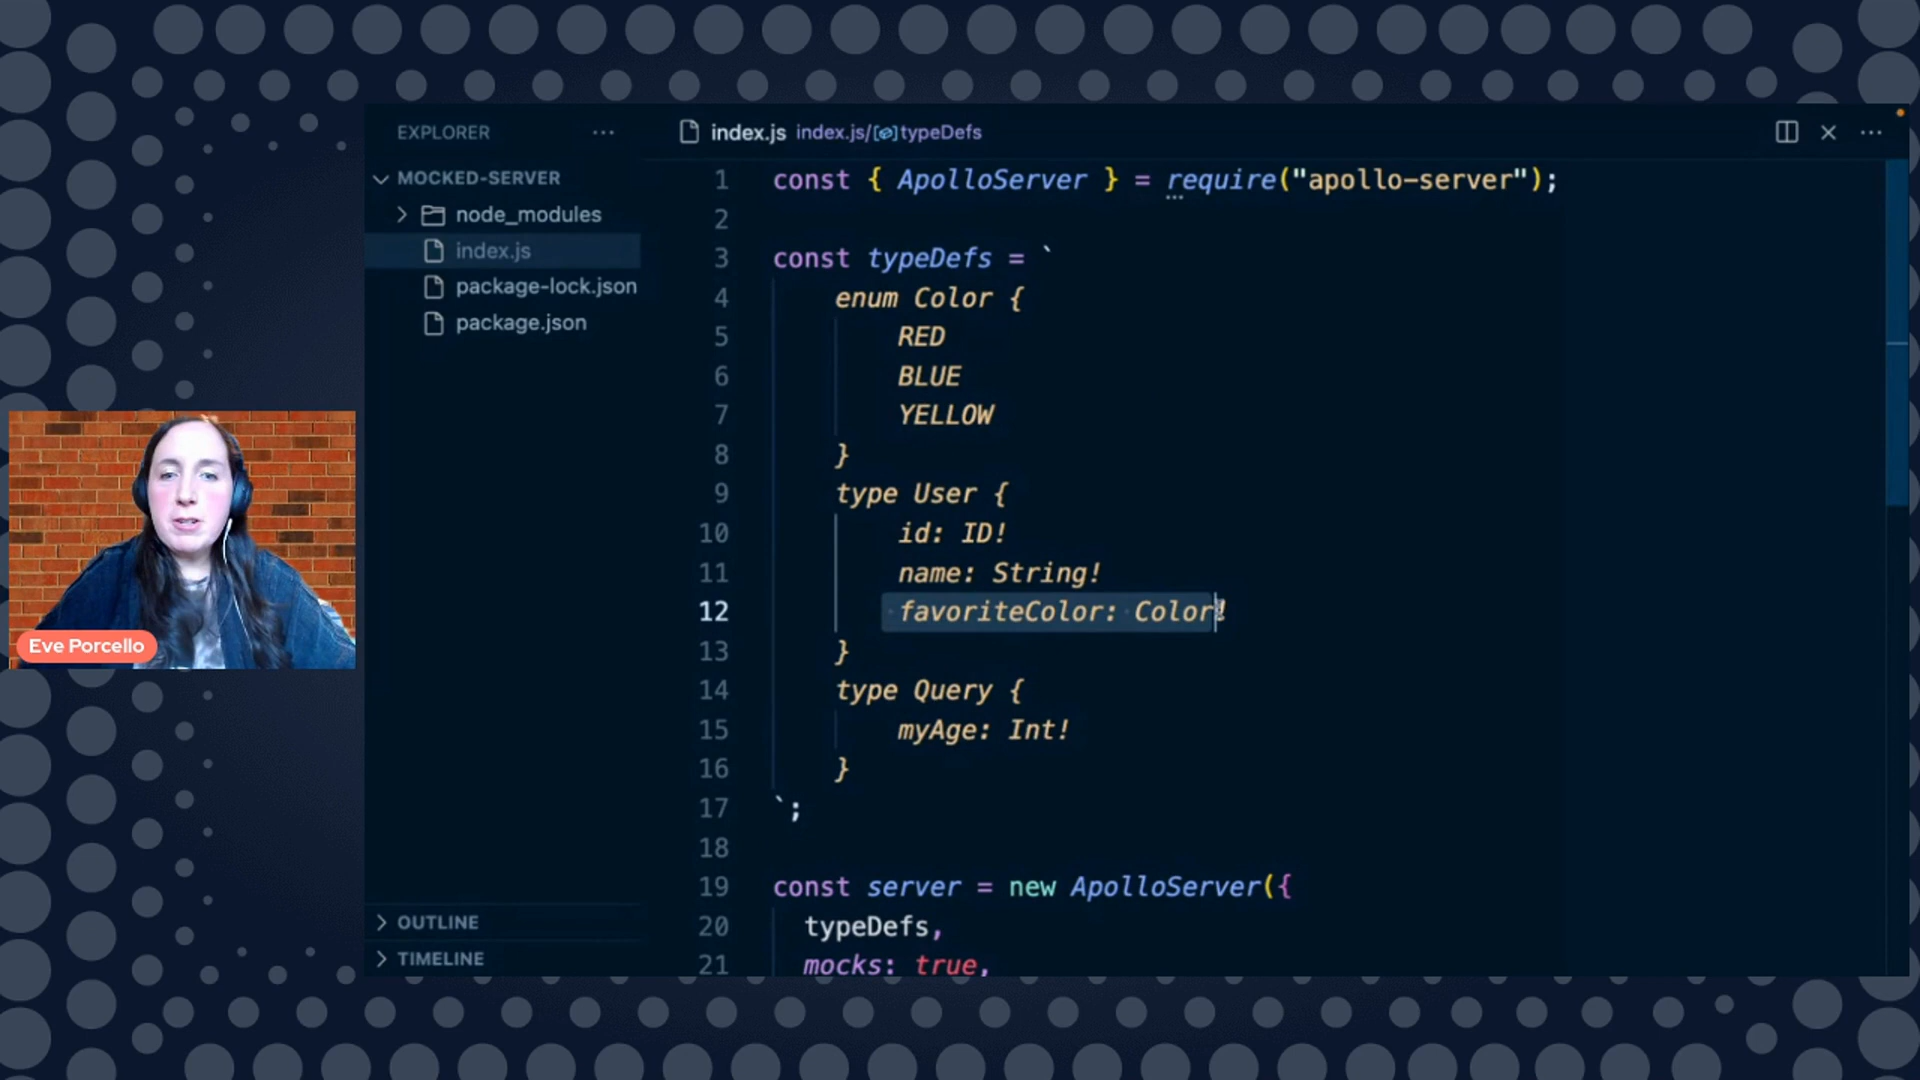 EXPLORER ...
MOCKED-SERVER
node_modules
index.js
package-lock.json
package.json
OUTLINE
TIMELINE
Eve Porcello
index.js index.js/[@]typeDefs
1 const { ApolloServer } = require("apollo-server");
2
3 const typeDefs = `
4 enum Color {
5 RED
6 BLUE
7 YELLOW
8 }
9 type User {
10 id: ID!
11 name: String!
12 favoriteColor: Color!
13 }
14 type Query {
15 myAge: Int!
16 }
17 `;
18
19 const server = new ApolloServer({
20 typeDefs,
21 mocks: true,